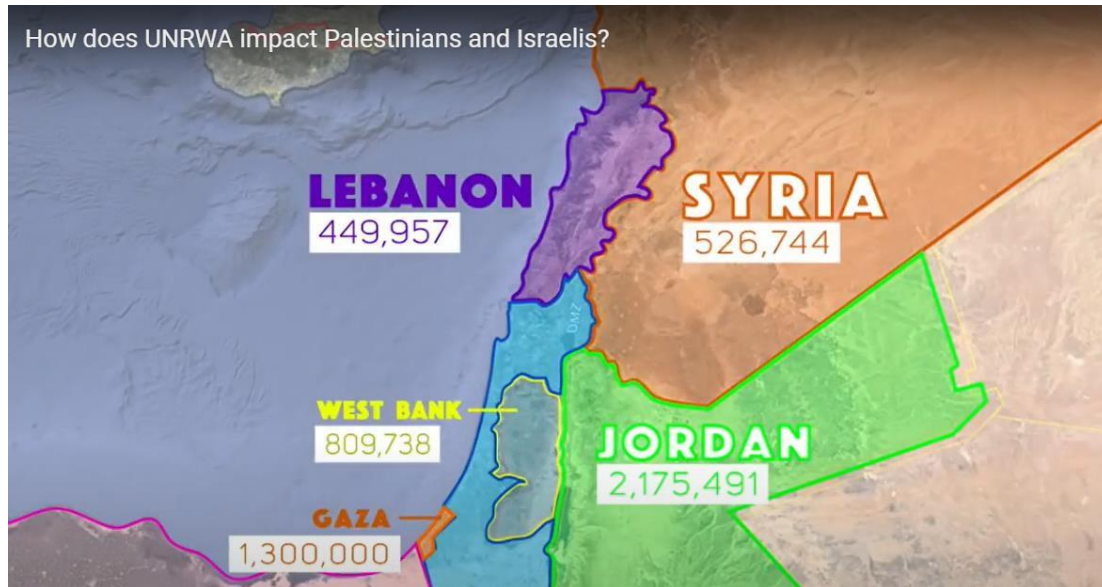 How does UNRWA impact Palestinians and Israelis?
LEBANON
449,957
SYRIA
526,744
DMZ
WEST BANK
809,738
JORDAN
2,175,491
GAZA
1,300,000